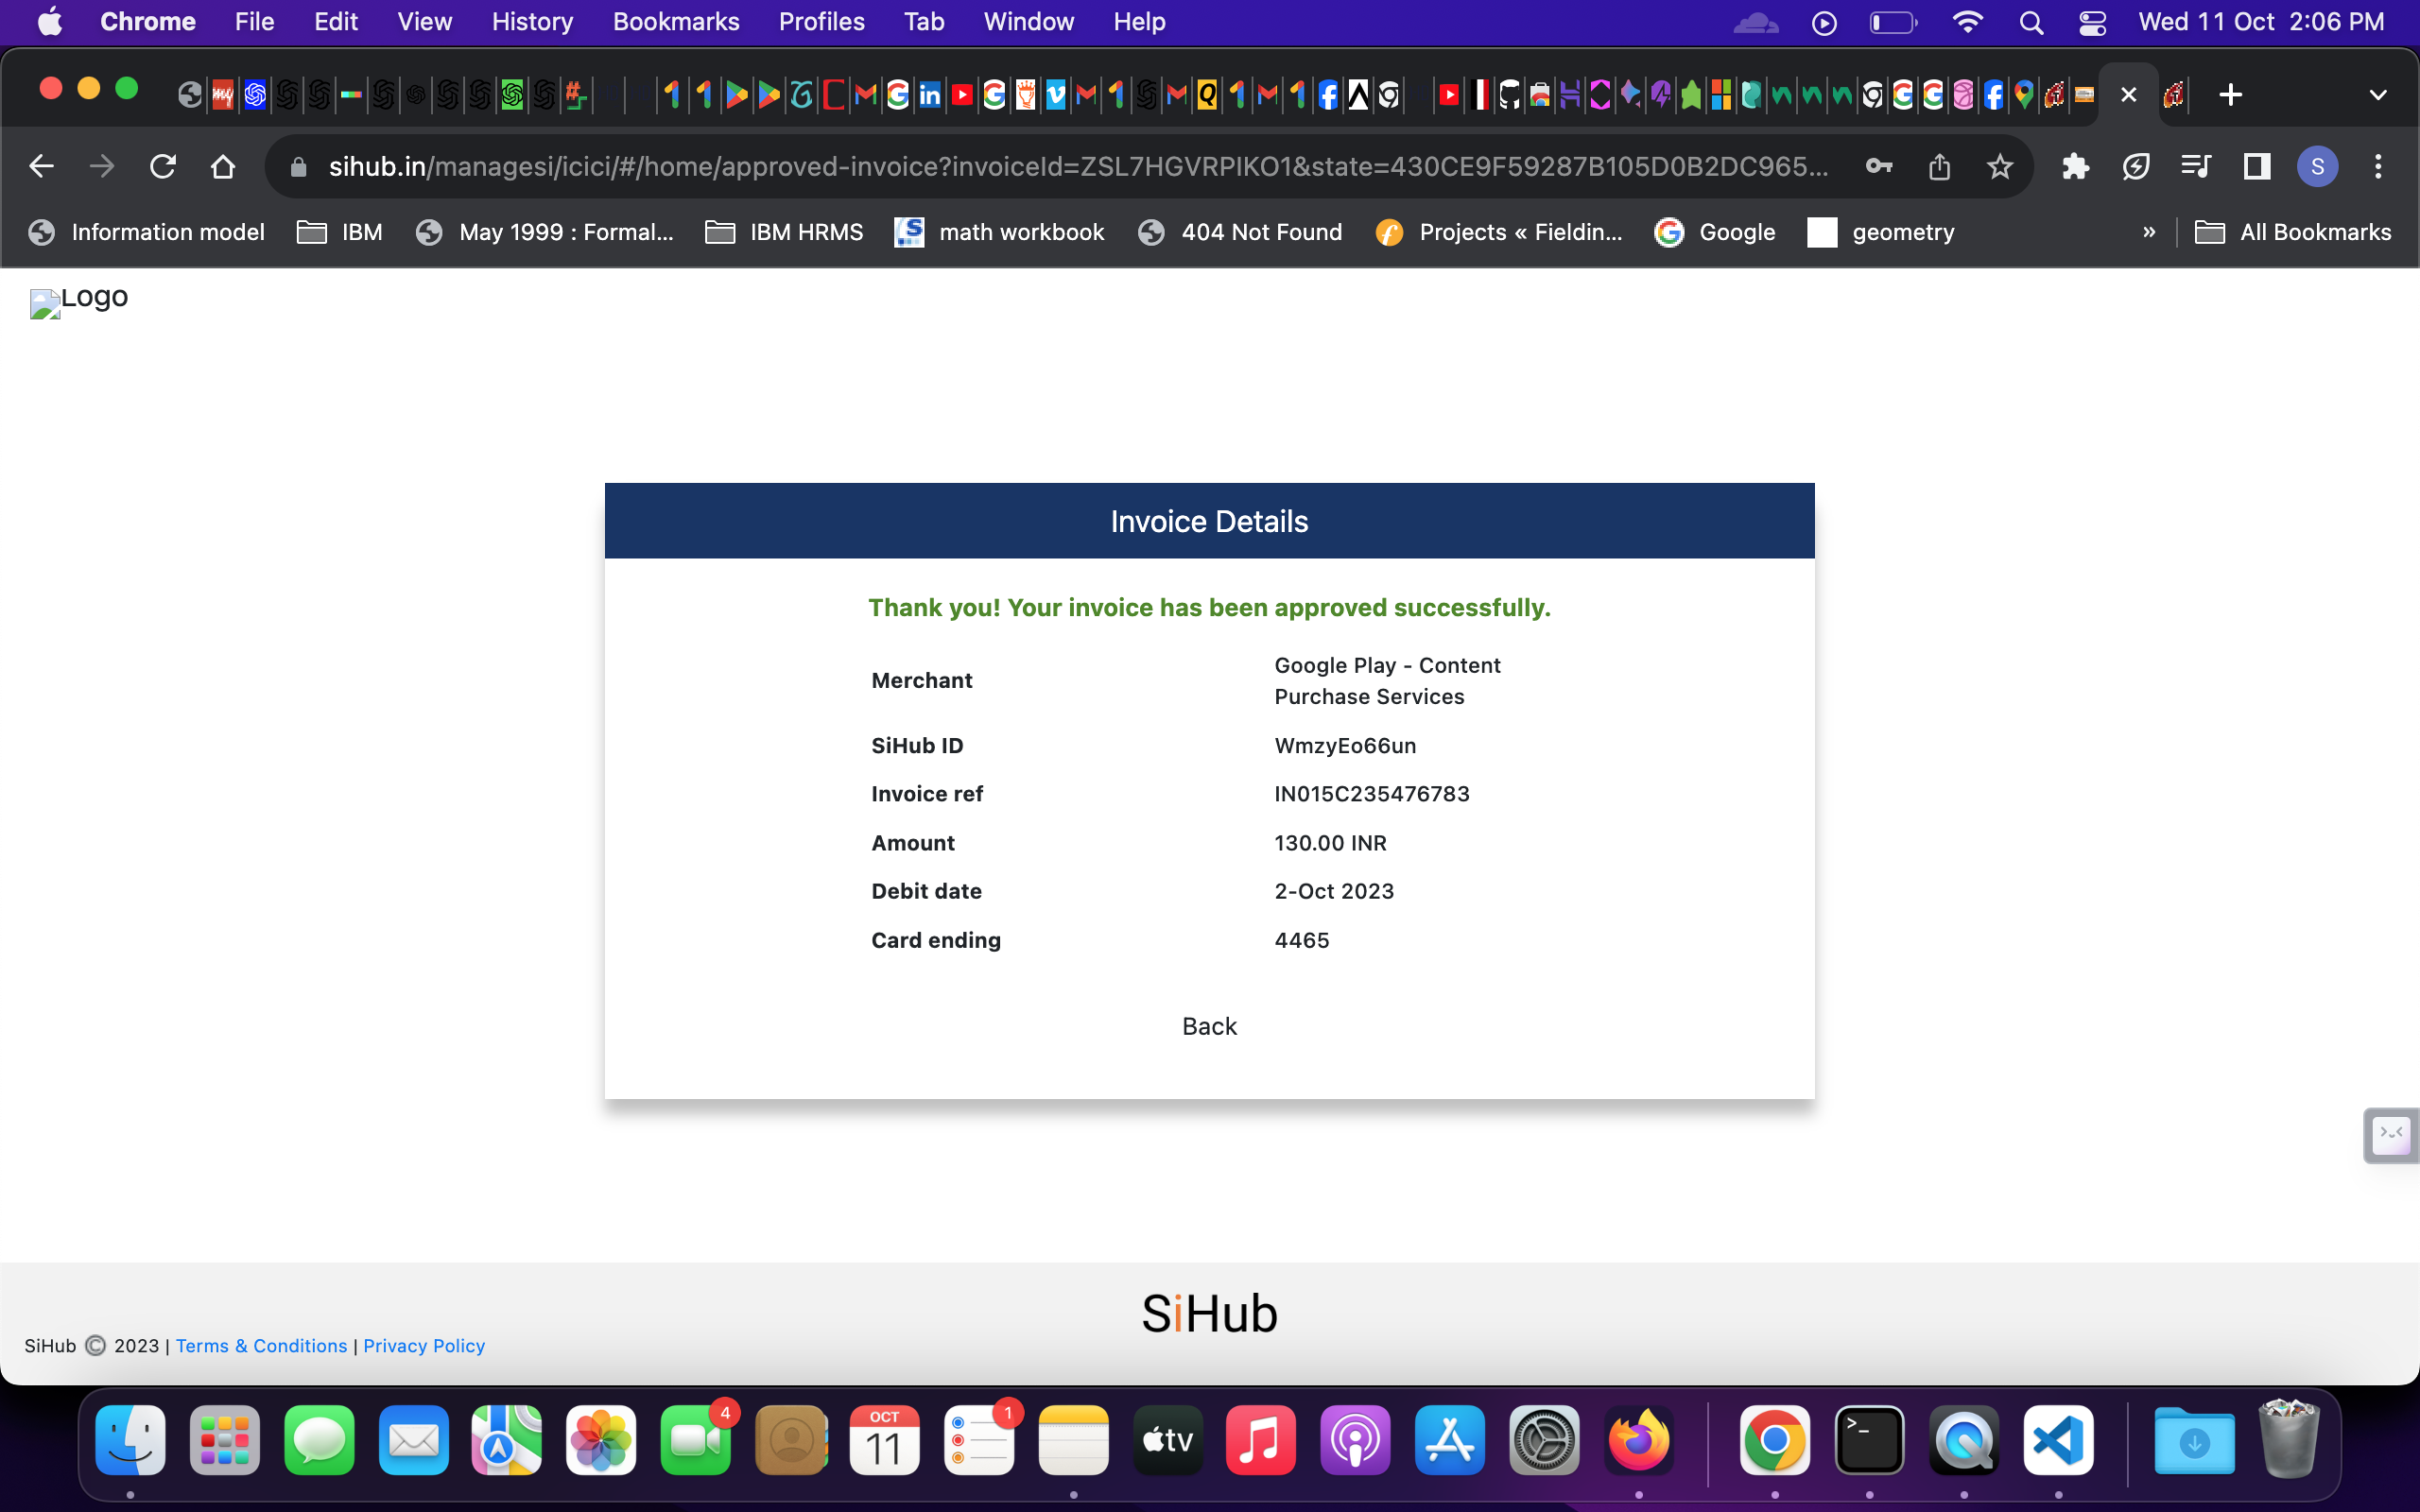 Chrome File Edit View History Bookmarks Profiles Tab Window Help Wed 11 Oct 2:06 PM
sihub.in/managesi/icici/#/home/approved-invoice?invoiceId=ZSL7HGVRPIKO1&state=430CE9F59287B105D0B2DC965... S
Information model IBM May 1999 : Formal... IBM HRMS math workbook 404 Not Found Projects « Fieldin... Google geometry » All Bookmarks
Logo
Invoice Details
Thank you! Your invoice has been approved successfully.
Merchant Google Play - Content
Purchase Services
SiHub ID WmzyEo66un
Invoice ref IN015C235476783
Amount 130.00 INR
Debit date 2-Oct 2023
Card ending 4465
Back
SiHub
SiHub © 2023 | Terms & Conditions | Privacy Policy
4 OCT 11 1 tv